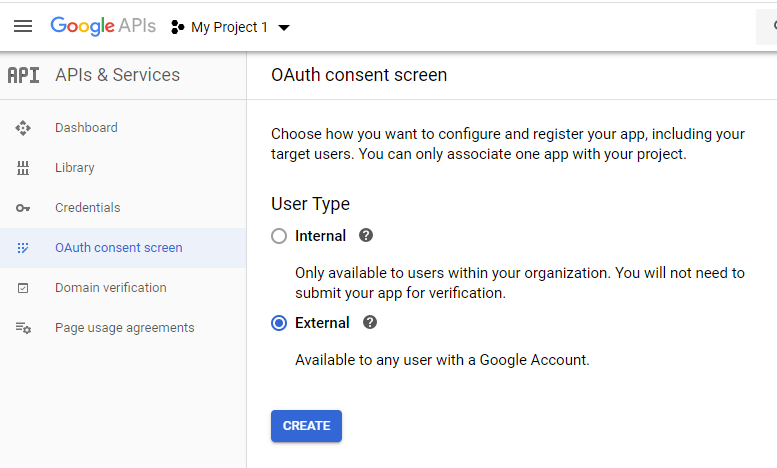 Google APIs
My Project 1
API
APIs & Services
Dashboard
Library
Credentials
OAuth consent screen
Domain verification
Page usage agreements
OAuth consent screen
Choose how you want to configure and register your app, including your
target users. You can only associate one app with your project.
User Type
Internal
Only available to users within your organization. You will not need to
submit your app for verification.
External
Available to any user with a Google Account.
CREATE